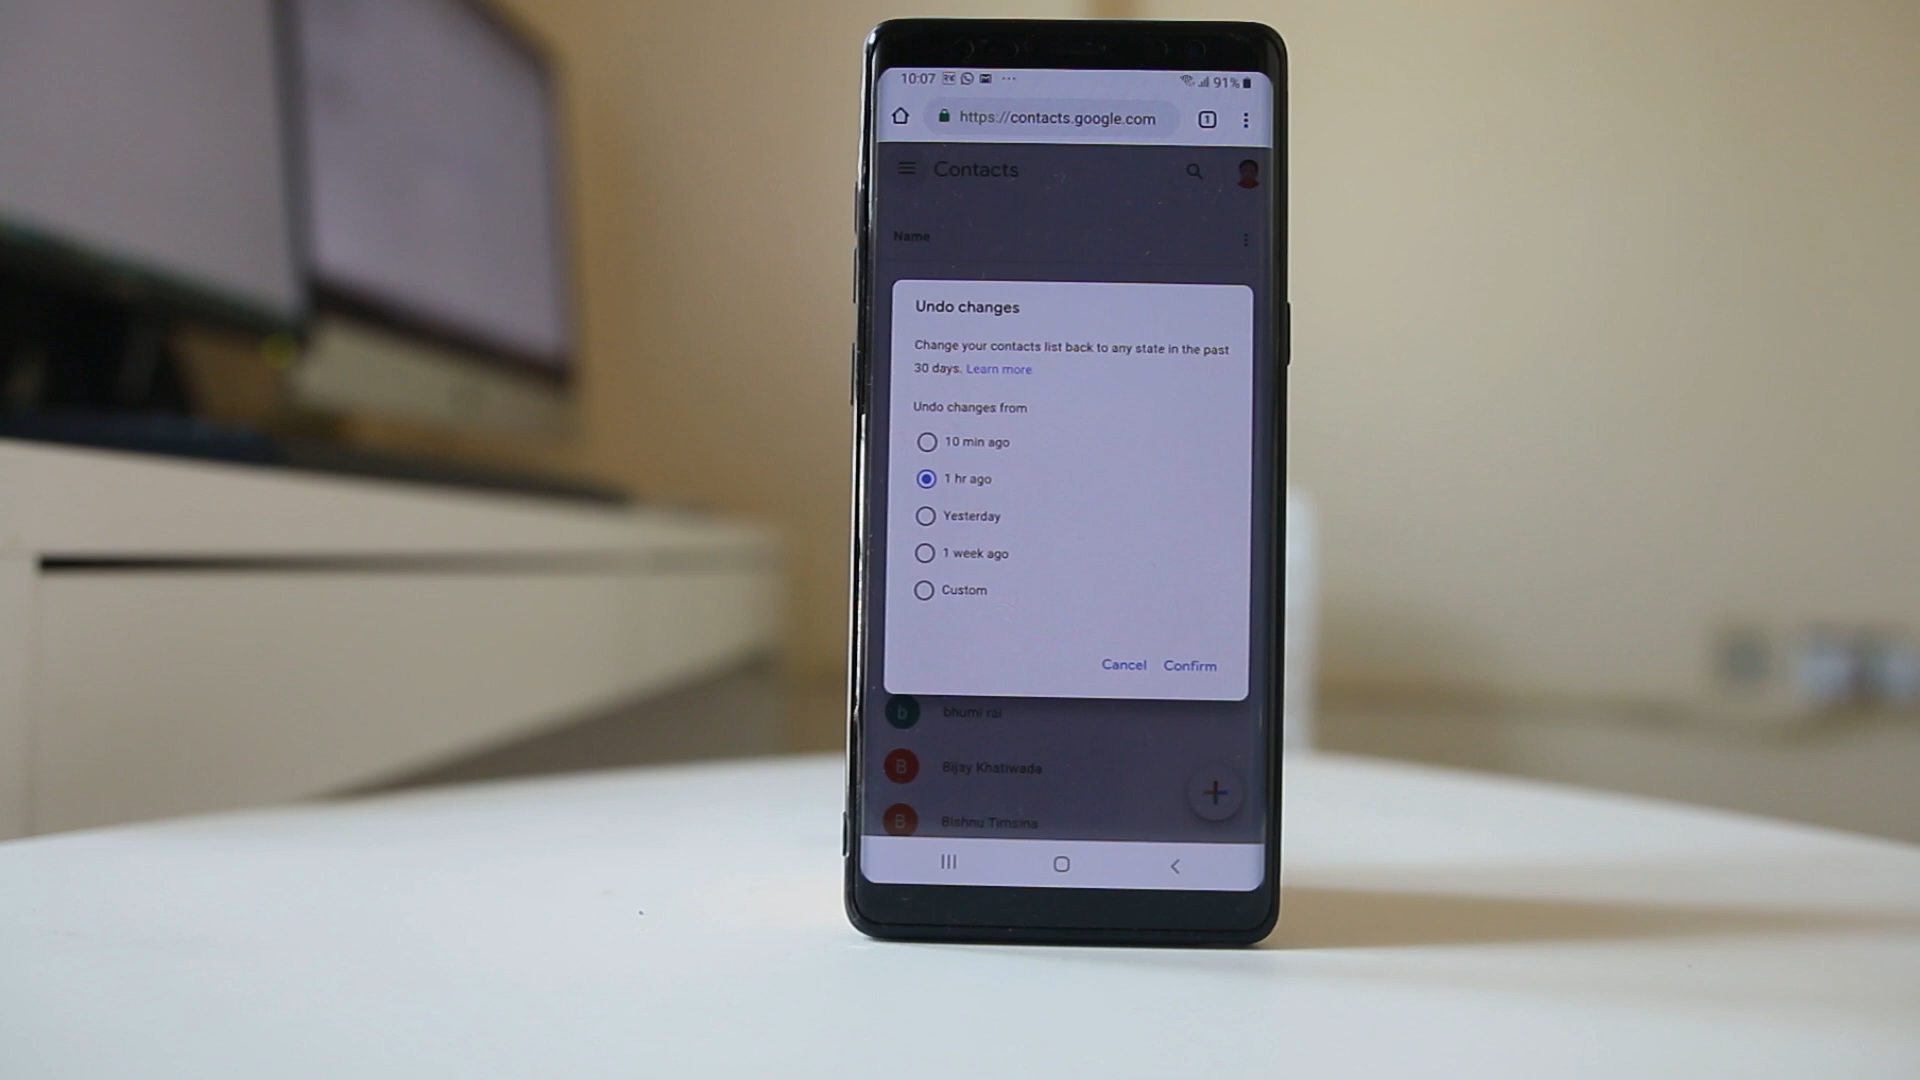 10:07 91%
https://contacts.google.com 1
Contacts
Name
Undo changes
Change your contacts list back to any state in the past
30 days. Learn more
Undo changes from
10 min ago
1 hr ago
Yesterday
1 week ago
Custom
Cancel Confirm
b bhumi rai
B Bijay Khatiwada
B Bishnu Timsina